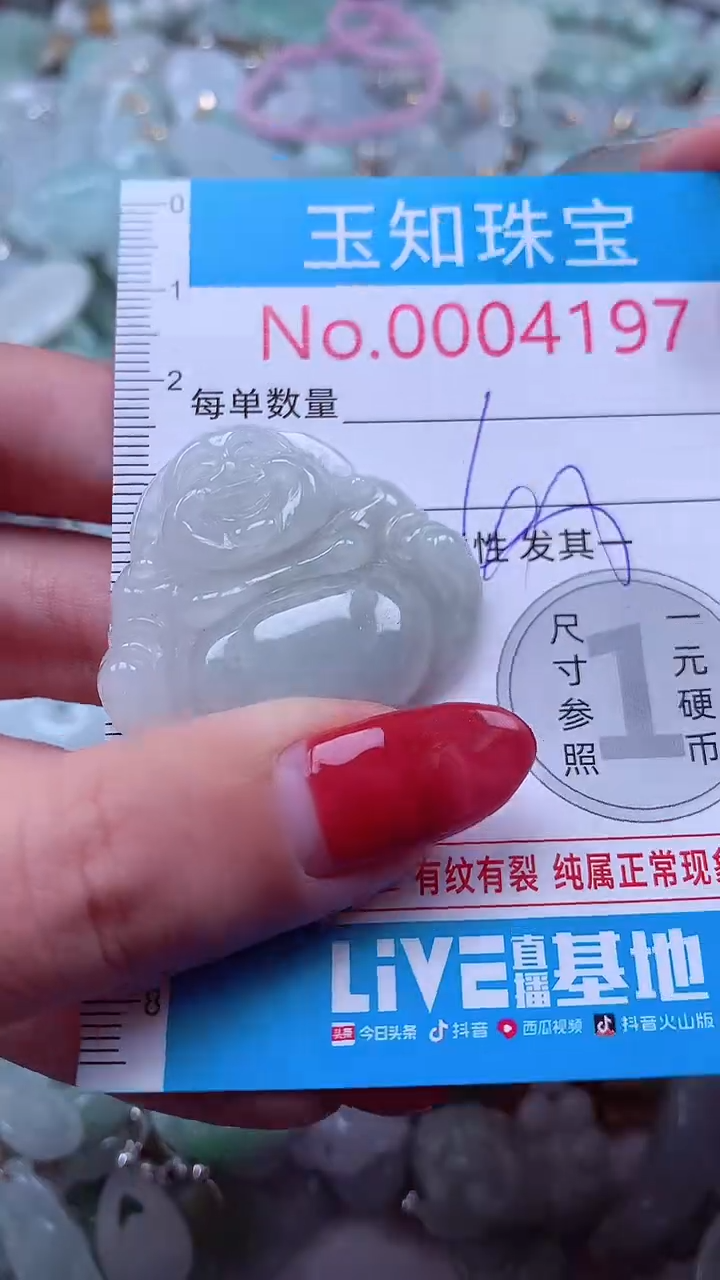 0
玉知珠宝
1
No.0004197
2
每单数量
性 发其一
尺寸参照
1
一元硬币
有纹有裂 纯属正常现象
8
LiVE直播基地
今日头条 抖音 西瓜视频 抖音火山版